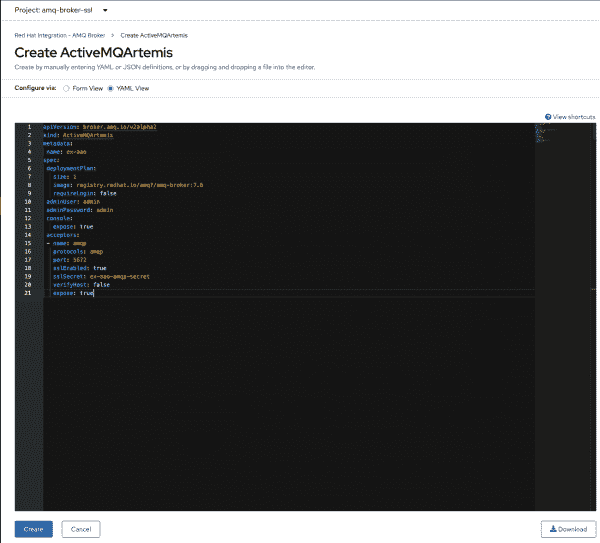 Project: amq-broker-ssl
Red Hat Integration - AMQ Broker > Create ActiveMQArtemis
Create ActiveMQArtemis
Create by manually entering YAML or JSON definitions, or by dragging and dropping a file into the editor.
Configure via: Form View YAML View
View shortcuts
1 apiVersion: broker.amq.io/v2alpha2
2 kind: ActiveMQArtemis
3 metadata:
4 name: ex-aao
5 spec:
6 deploymentPlan:
7 size: 1
8 image: registry.redhat.io/amq7/amq-broker:7.8
9 requireLogin: false
10 adminUser: admin
11 adminPassword: admin
12 console:
13 expose: true
14 acceptors:
15 - name: amqp
16 protocols: amqp
17 port: 5672
18 sslEnabled: true
19 sslSecret: ex-aao-amqp-secret
20 verifyHost: false
21 expose: true
Create
Cancel
Download